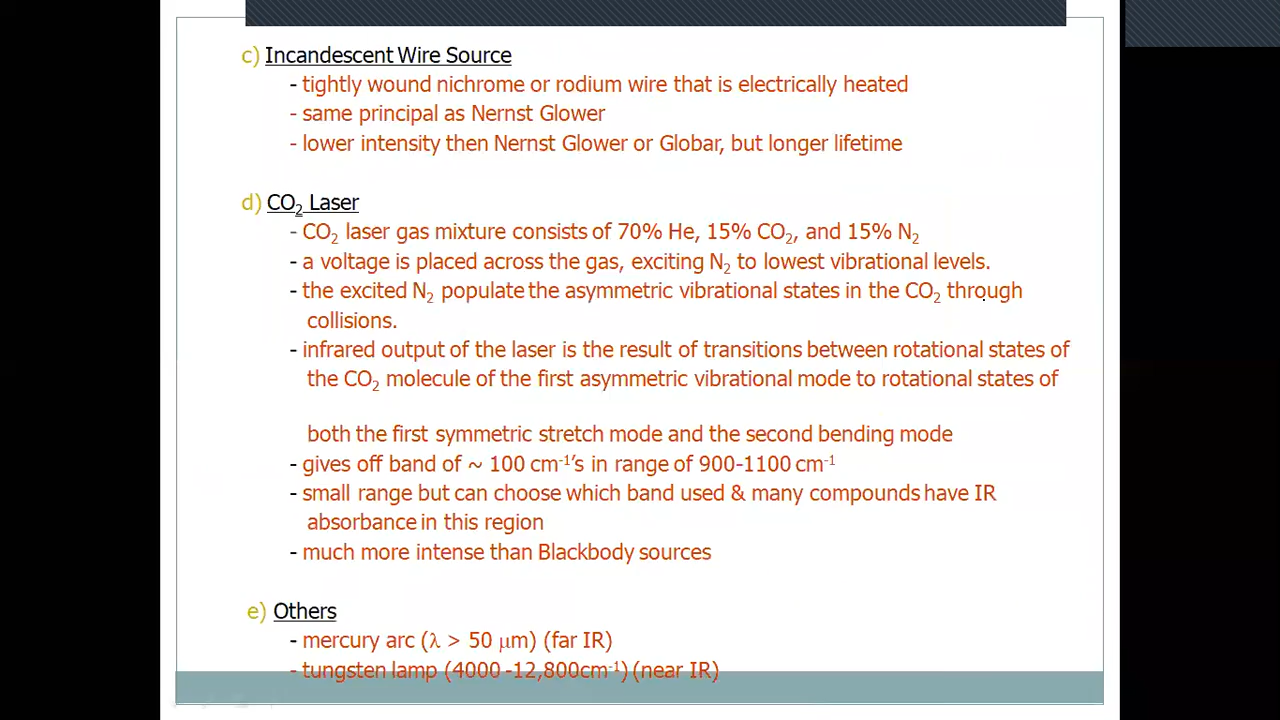 c) Incandescent Wire Source
- tightly wound nichrome or rodium wire that is electrically heated
- same principal as Nernst Glower
- lower intensity then Nernst Glower or Globar, but longer lifetime
d) CO2 Laser
- CO2 laser gas mixture consists of 70% He, 15% CO2, and 15% N2
- a voltage is placed across the gas, exciting N2 to lowest vibrational levels.
- the excited N2 populate the asymmetric vibrational states in the CO2 through
collisions.
- infrared output of the laser is the result of transitions between rotational states of
the CO2 molecule of the first asymmetric vibrational mode to rotational states of
both the first symmetric stretch mode and the second bending mode
- gives off band of ~ 100 cm-1's in range of 900-1100 cm-1
- small range but can choose which band used & many compounds have IR
absorbance in this region
- much more intense than Blackbody sources
e) Others
- mercury arc (λ > 50 μm) (far IR)
- tungsten lamp (4000 -12,800cm-1) (near IR)